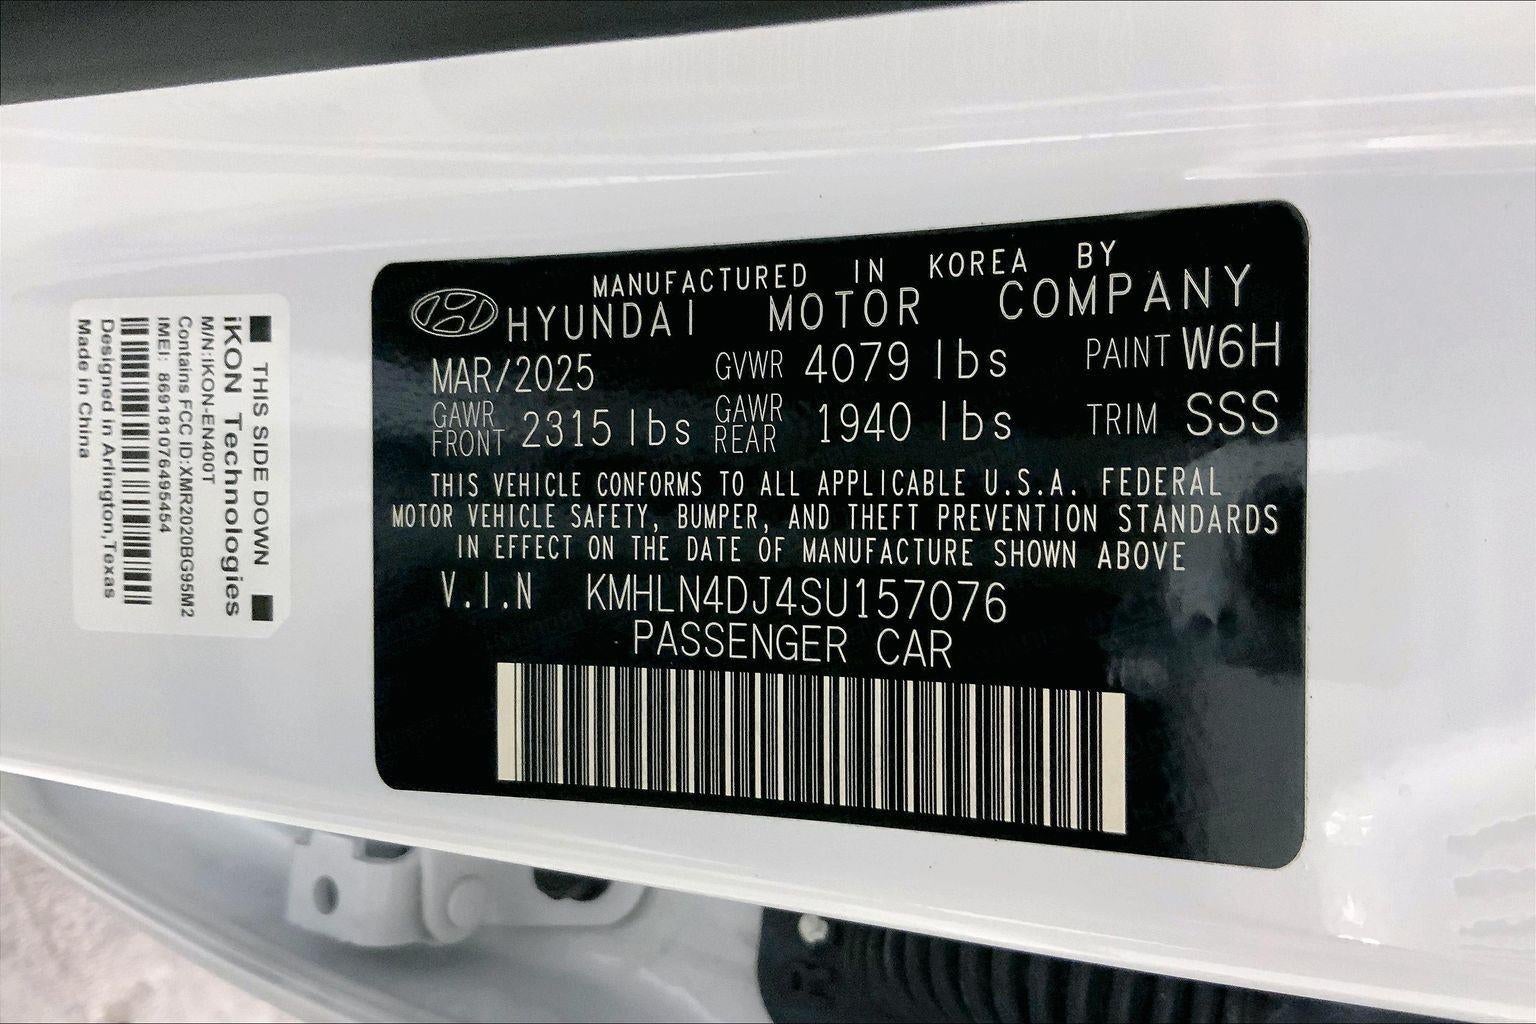 THIS SIDE DOWN
iKON Technologies
M/N:iKON-EN400T
Contains FCC ID:XMR2020BG95M2
IMEI: 869181076495454
Designed in Arlington,Texas
Made in China
MANUFACTURED IN KOREA BY
HYUNDAI MOTOR COMPANY
MAR/2025 GVWR 4079 lbs PAINT W6H
GAWR FRONT 2315 lbs GAWR REAR 1940 lbs TRIM SSS
THIS VEHICLE CONFORMS TO ALL APPLICABLE U.S.A. FEDERAL
MOTOR VEHICLE SAFETY, BUMPER, AND THEFT PREVENTION STANDARDS
IN EFFECT ON THE DATE OF MANUFACTURE SHOWN ABOVE
V.I.N KMHLN4DJ4SU157076
PASSENGER CAR